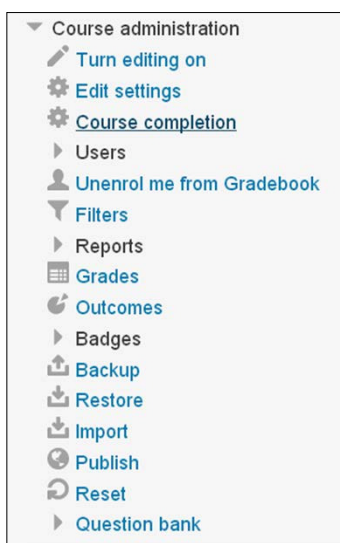 Course administration
Turn editing on
Edit settings
Course completion
Users
Unenrol me from Gradebook
Filters
Reports
Grades
Outcomes
Badges
Backup
Restore
Import
Publish
Reset
Question bank